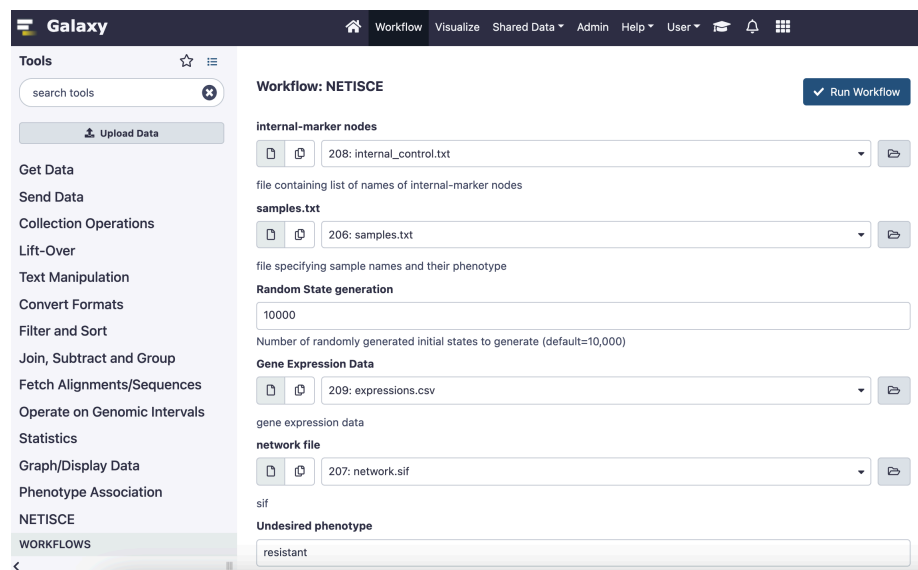 Galaxy
Workflow Visualize Shared Data Admin Help User
Tools
search tools
Upload Data
Get Data
Send Data
Collection Operations
Lift-Over
Text Manipulation
Convert Formats
Filter and Sort
Join, Subtract and Group
Fetch Alignments/Sequences
Operate on Genomic Intervals
Statistics
Graph/Display Data
Phenotype Association
NETISCE
WORKFLOWS
Workflow: NETISCE
Run Workflow
internal-marker nodes
208: internal_control.txt
file containing list of names of internal-marker nodes
samples.txt
206: samples.txt
file specifying sample names and their phenotype
Random State generation
10000
Number of randomly generated initial states to generate (default=10,000)
Gene Expression Data
209: expressions.csv
gene expression data
network file
207: network.sif
sif
Undesired phenotype
resistant